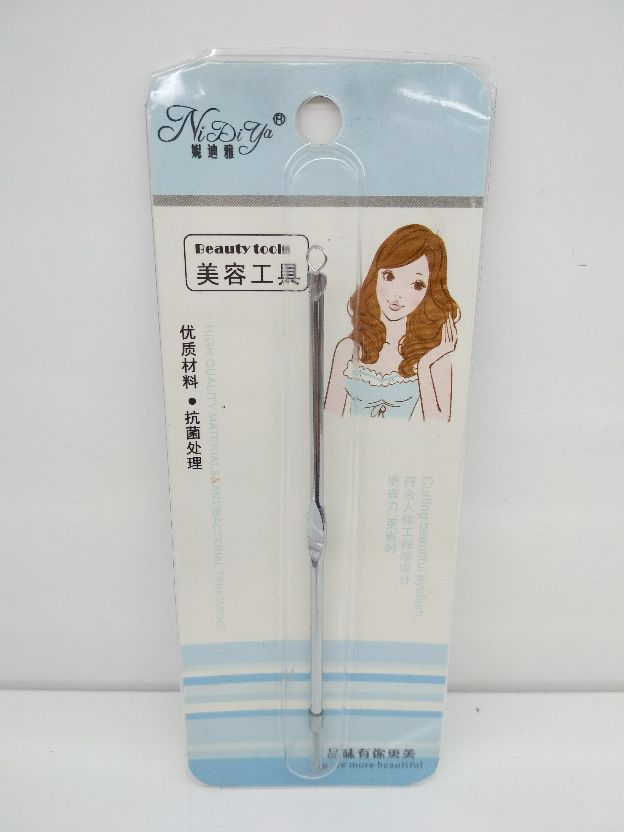 NiDiYa®
妮迪雅
Beauty tools
美容工具
优质材料•抗菌处理
HIGH QUALITY MATERIALS&ANTIBACTERIAL TREATMENT
Curling beautiful eyelash,
符合人体工程学设计
更省力,更省时
品味有你更美
more beautiful